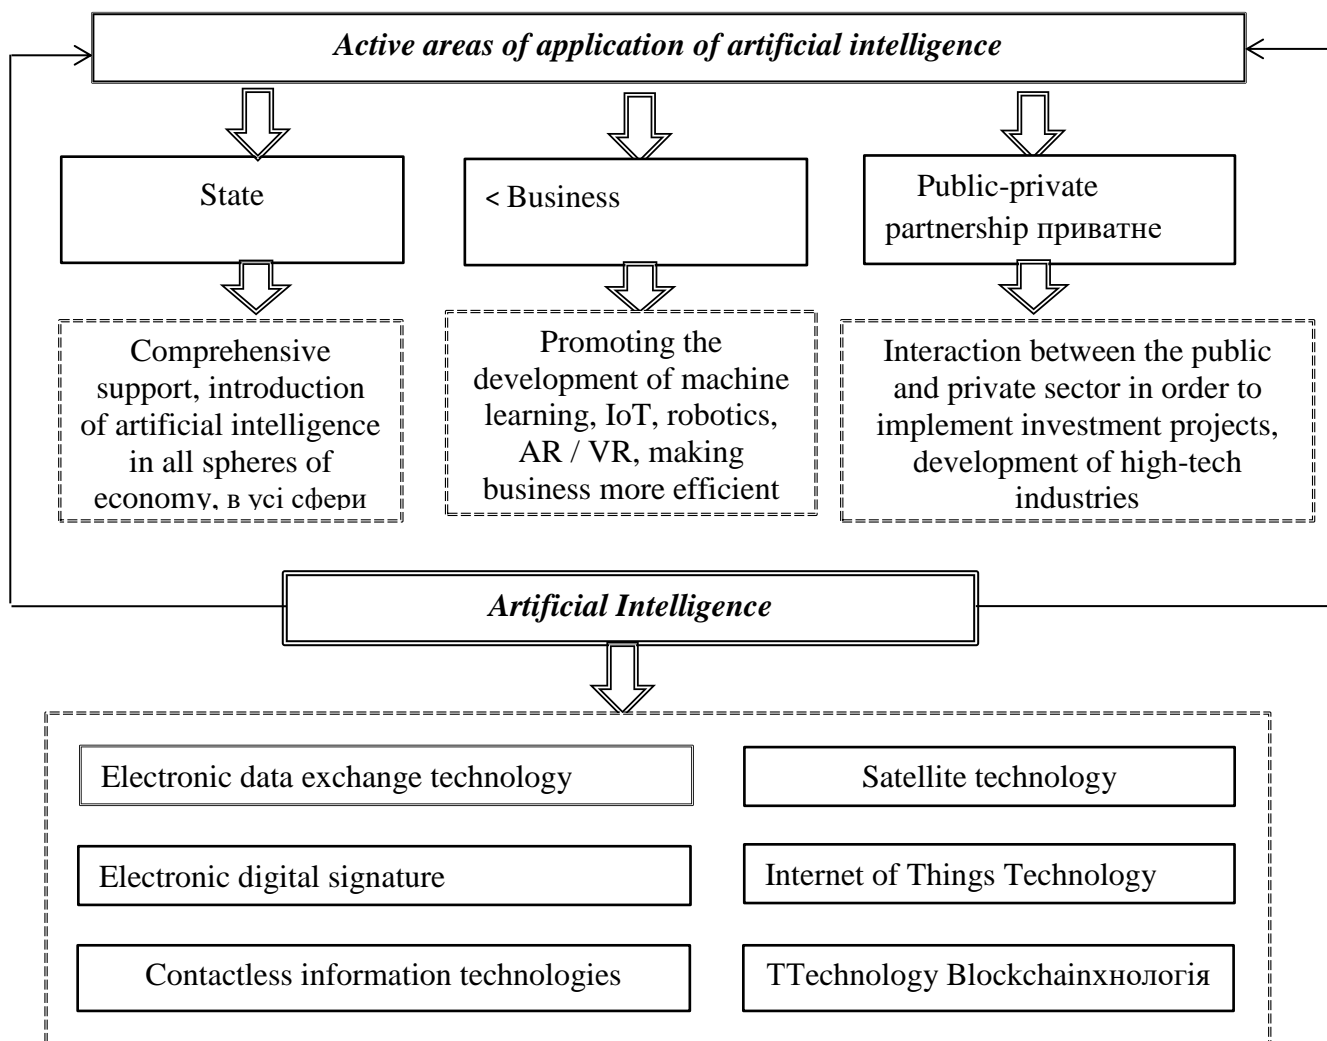 Active areas of application of artificial intelligence
State
< Business
Public-private
partnership приватне
Comprehensive
support, introduction
of artificial intelligence
in all spheres of
economy, в усі сфери
Promoting the
development of machine
learning, IoT, robotics,
AR / VR, making
business more efficient
Interaction between the public
and private sector in order to
implement investment projects,
development of high-tech
industries
Artificial Intelligence
Electronic data exchange technology
Satellite technology
Electronic digital signature
Internet of Things Technology
Contactless information technologies
TTechnology Blockchainхнологія